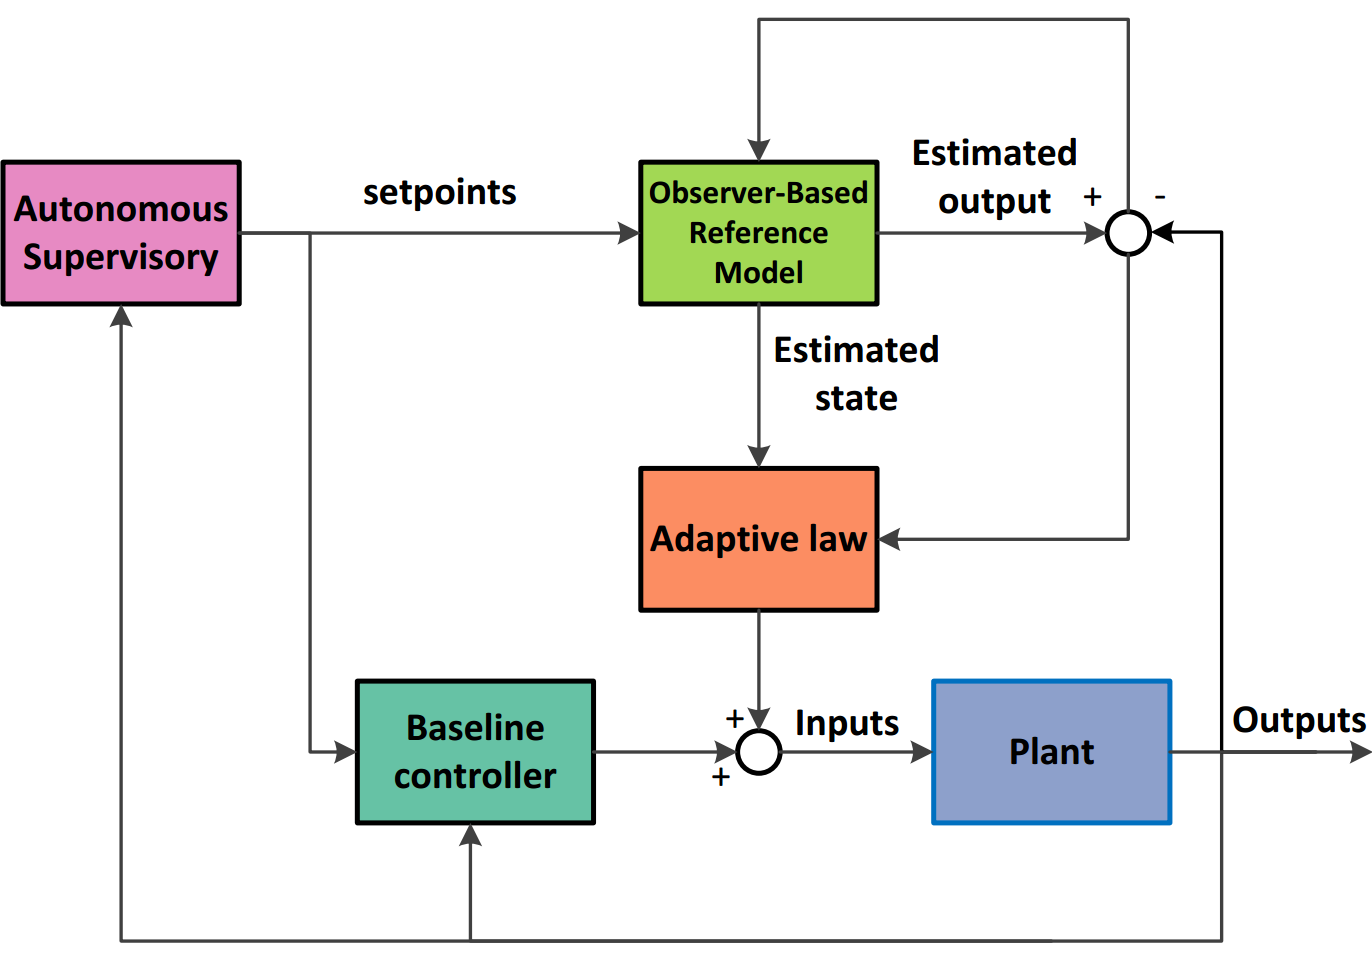 Autonomous
Supervisory
setpoints
Observer-Based
Reference
Model
Estimated
output
+
-
Estimated
state
Adaptive law
Baseline
controller
+
+
Inputs
Plant
Outputs